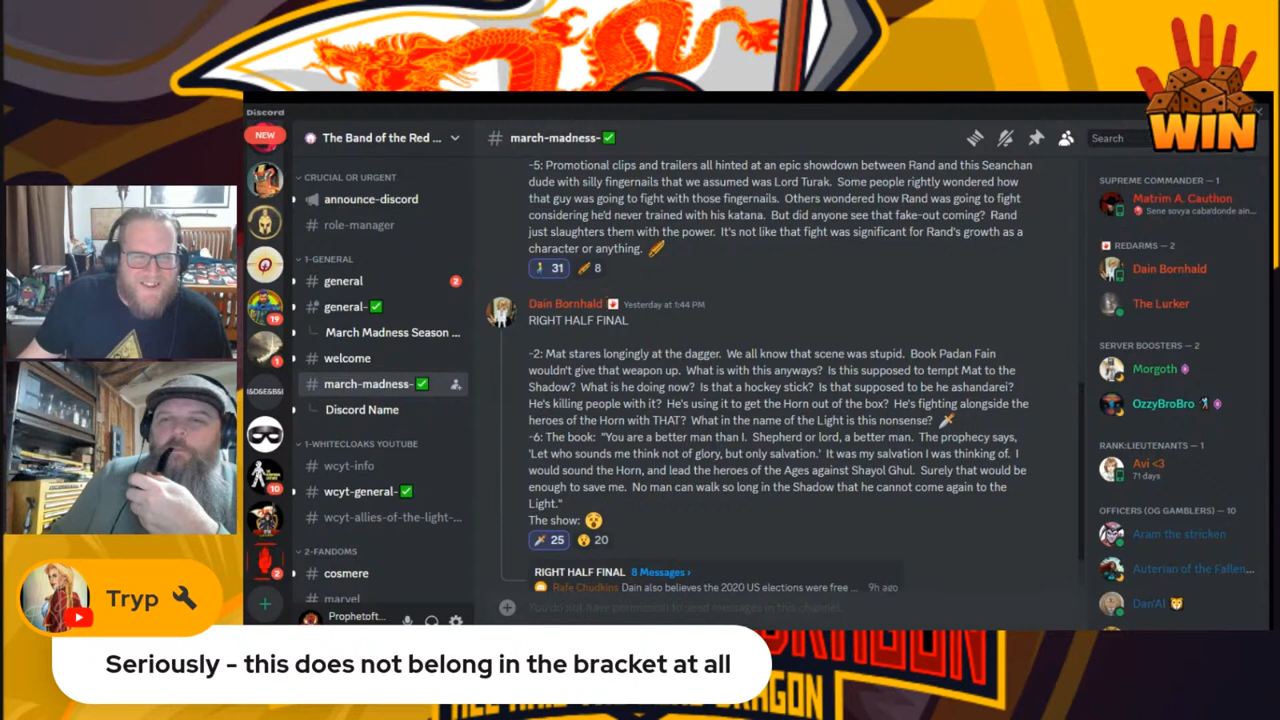 WIN
Discord
NEW
The Band of the Red ...
march-madness-
Search
CRUCIAL OR URGENT
announce-discord
role-manager
1-GENERAL
general
2
general-
March Madness Season ...
welcome
march-madness-
Discord Name
1-WHITECLOAKS YOUTUBE
wcyt-info
wcyt-general-
wcyt-allies-of-the-light-...
2-FANDOMS
cosmere
marvel
19
1
10
2
Prophetoft...
-5: Promotional clips and trailers all hinted at an epic showdown between Rand and this Seanchan
dude with silly fingernails that we assumed was Lord Turak. Some people rightly wondered how
that guy was going to fight with those fingernails. Others wondered how Rand was going to fight
considering he'd never trained with his katana. But did anyone see that fake-out coming? Rand
just slaughters them with the power. It's not like that fight was significant for Rand's growth as a
character or anything.
31 8
Dain Bornhald Yesterday at 1:44 PM
RIGHT HALF FINAL
-2: Mat stares longingly at the dagger. We all know that scene was stupid. Book Padan Fain
wouldn't give that weapon up. What is with this anyways? Is this supposed to tempt Mat to the
Shadow? What is he doing now? Is that a hockey stick? Is that supposed to be he ashandarei?
He's killing people with it? He's using it to get the Horn out of the box? He's fighting alongside the
heroes of the Horn with THAT? What in the name of the Light is this nonsense?
-6: The book: "You are a better man than I. Shepherd or lord, a better man. The prophecy says,
'Let who sounds me think not of glory, but only salvation.' It was my salvation I was thinking of. I
would sound the Horn, and lead the heroes of the Ages against Shayol Ghul. Surely that would be
enough to save me. No man can walk so long in the Shadow that he cannot come again to the
Light."
The show:
25 20
RIGHT HALF FINAL 8 Messages ›
Rafe Chudkins Dain also believes the 2020 US elections were free ... 9h ago
You do not have permission to send messages in this channel.
SUPREME COMMANDER — 1
Matrim A. Cauthon
Sene sovya caba'donde ain...
REDARMS — 2
Dain Bornhald
The Lurker
SERVER BOOSTERS — 2
Morgoth
OzzyBroBro
RANK:LIEUTENANTS — 1
Avi <3
71 days
OFFICERS (OG GAMBLERS) — 10
Aram the stricken
Auterian of the Fallen...
Dan'Al
Tryp
Seriously - this does not belong in the bracket at all
DRAGON